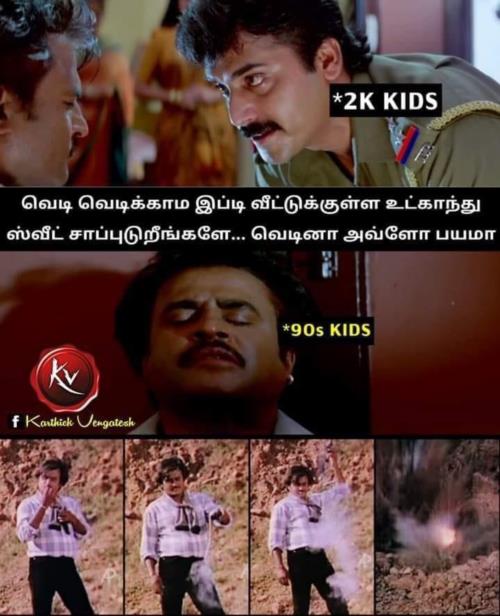 *2K KIDS
வெடி வெடிக்காம இப்டி வீட்டுக்குள்ள உட்காந்து
ஸ்வீட் சாப்புடுறீங்களே... வெடினா அவ்ளோ பயமா
*90s KIDS
KV
f Karthick Vengatesh